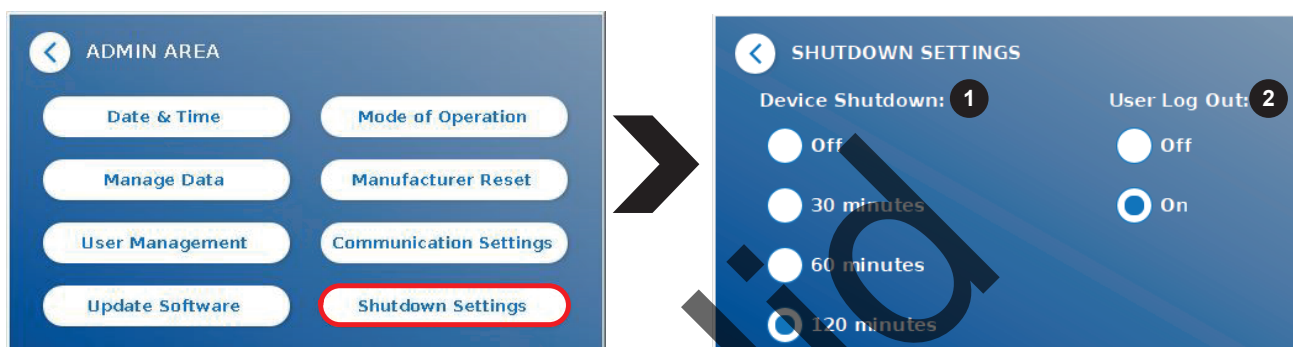 ADMIN AREA
Date & Time
Mode of Operation
Manage Data
Manufacturer Reset
User Management
Communication Settings
Update Software
Shutdown Settings
SHUTDOWN SETTINGS
Device Shutdown: 1
User Log Out: 2
Off
Off
30 minutes
On
60 minutes
120 minutes